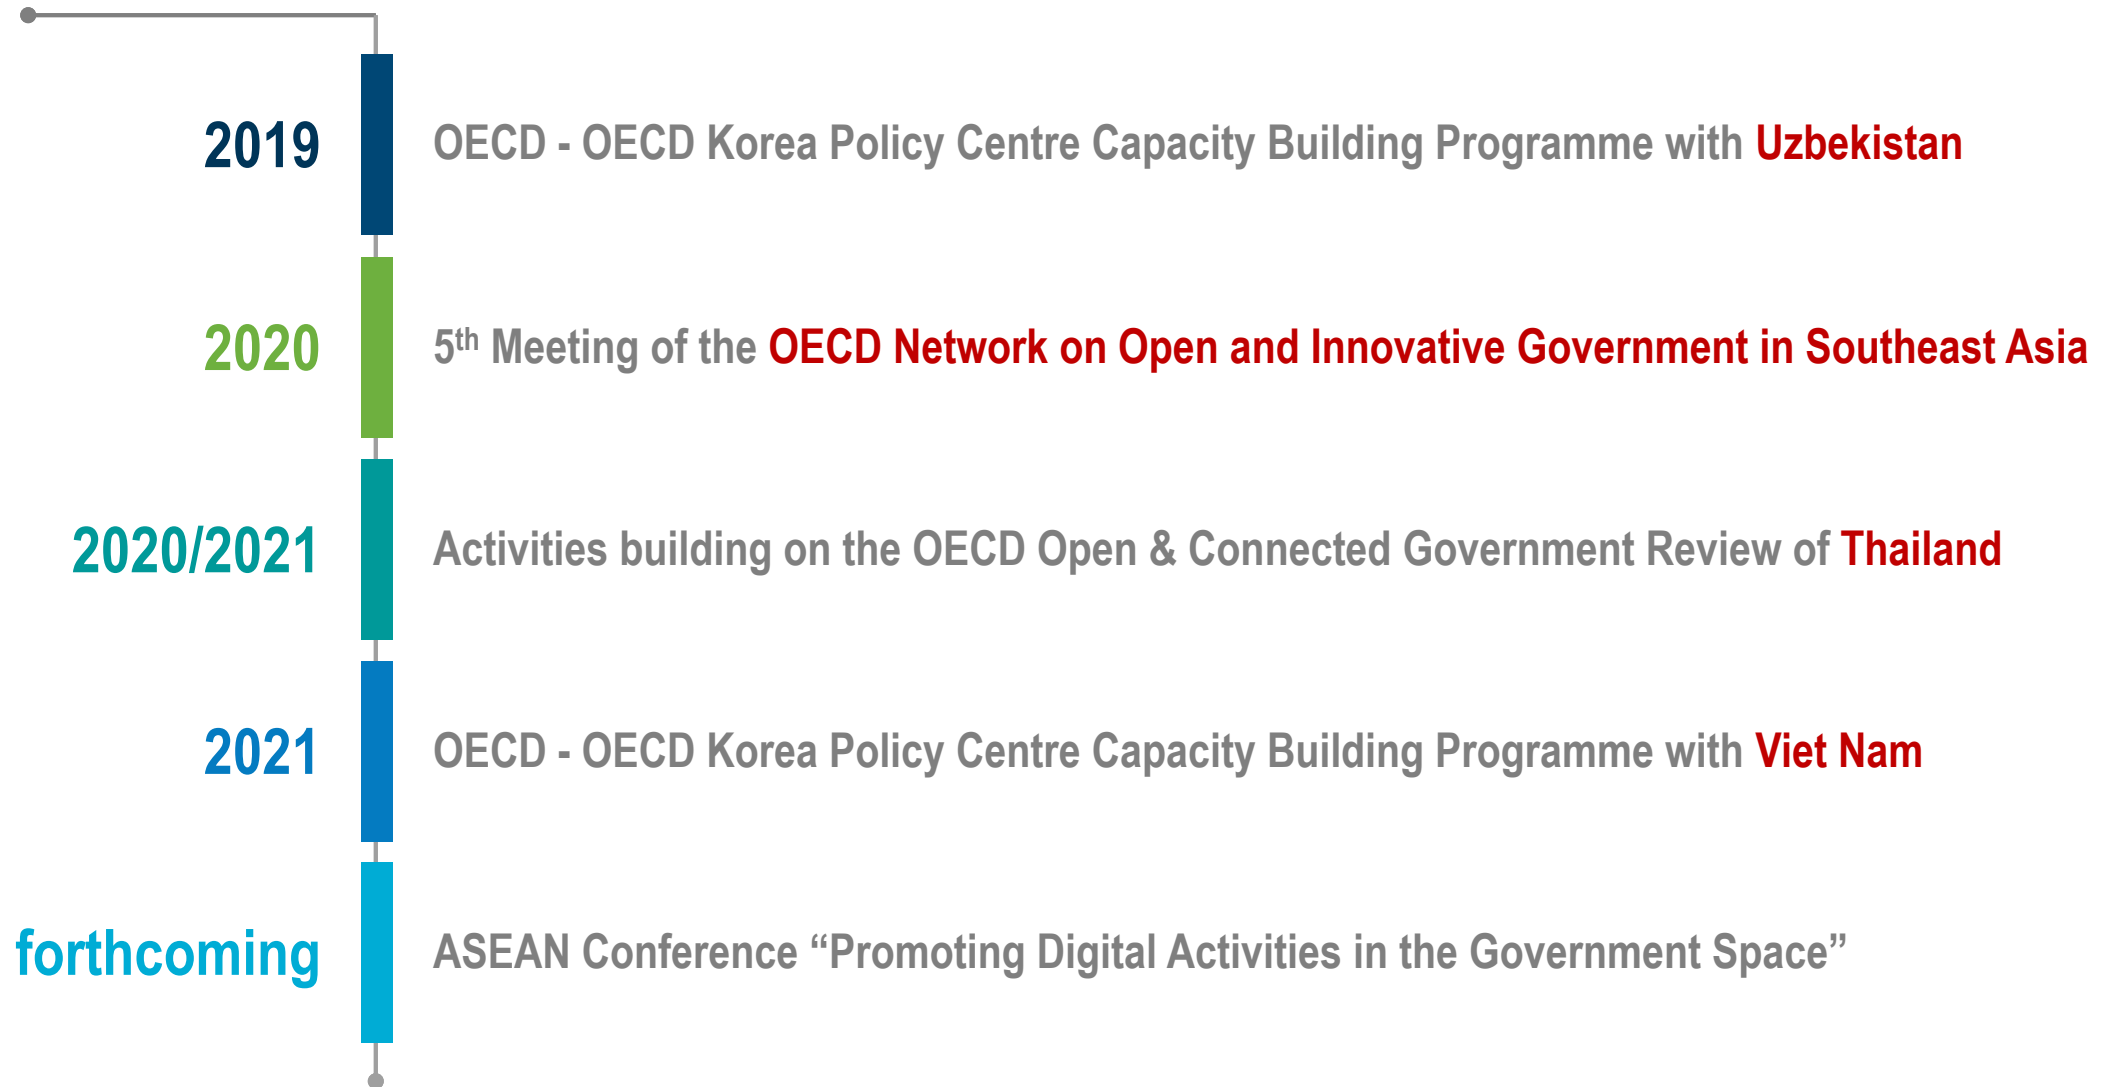 2019
OECD - OECD Korea Policy Centre Capacity Building Programme with Uzbekistan
2020
5th Meeting of the OECD Network on Open and Innovative Government in Southeast Asia
2020/2021
Activities building on the OECD Open & Connected Government Review of Thailand
2021
OECD - OECD Korea Policy Centre Capacity Building Programme with Viet Nam
forthcoming
ASEAN Conference “Promoting Digital Activities in the Government Space”